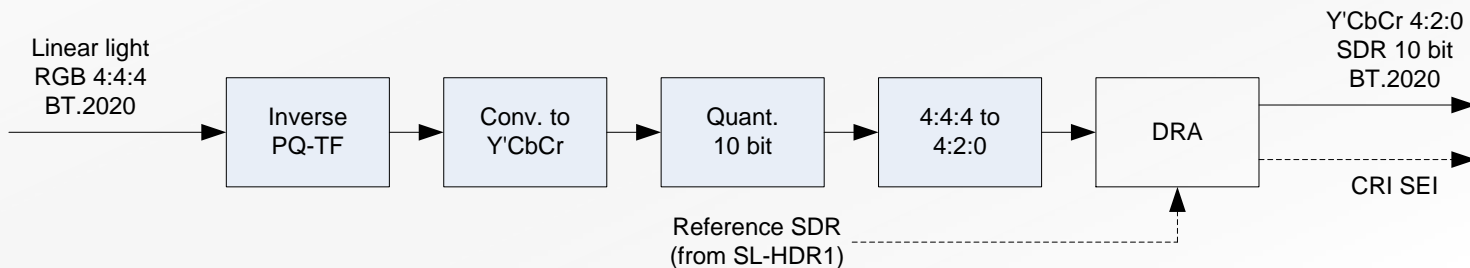 Linear light
RGB 4:4:4
BT.2020
Inverse
PQ-TF
Conv. to
Y'CbCr
Quant.
10 bit
4:4:4 to
4:2:0
DRA
Y'CbCr 4:2:0
SDR 10 bit
BT.2020
CRI SEI
Reference SDR
(from SL-HDR1)